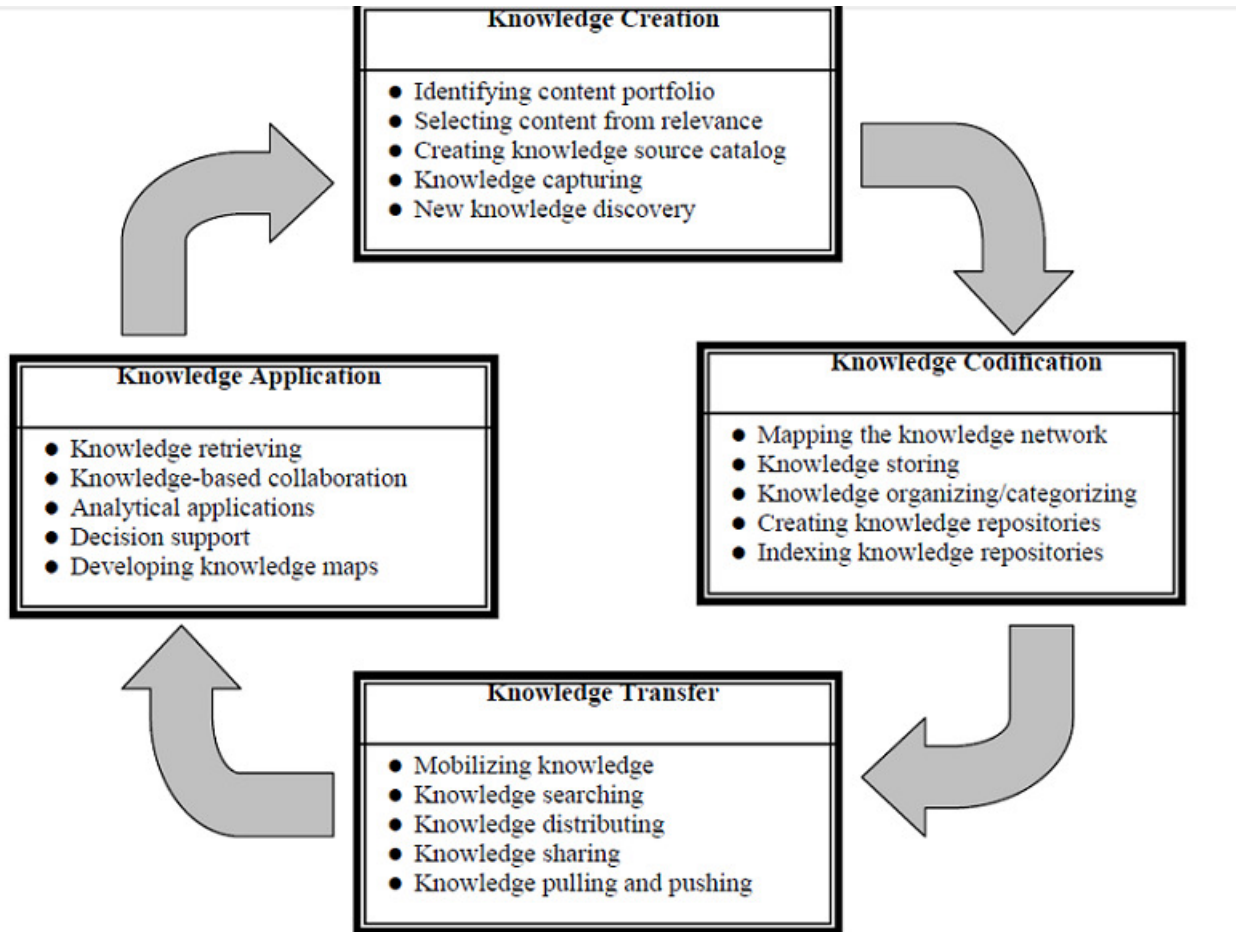 Knowledge Creation
● Identifying content portfolio
● Selecting content from relevance
● Creating knowledge source catalog
● Knowledge capturing
● New knowledge discovery
Knowledge Application
● Knowledge retrieving
● Knowledge-based collaboration
● Analytical applications
● Decision support
● Developing knowledge maps
Knowledge Codification
● Mapping the knowledge network
● Knowledge storing
● Knowledge organizing/categorizing
● Creating knowledge repositories
● Indexing knowledge repositories
Knowledge Transfer
● Mobilizing knowledge
● Knowledge searching
● Knowledge distributing
● Knowledge sharing
● Knowledge pulling and pushing